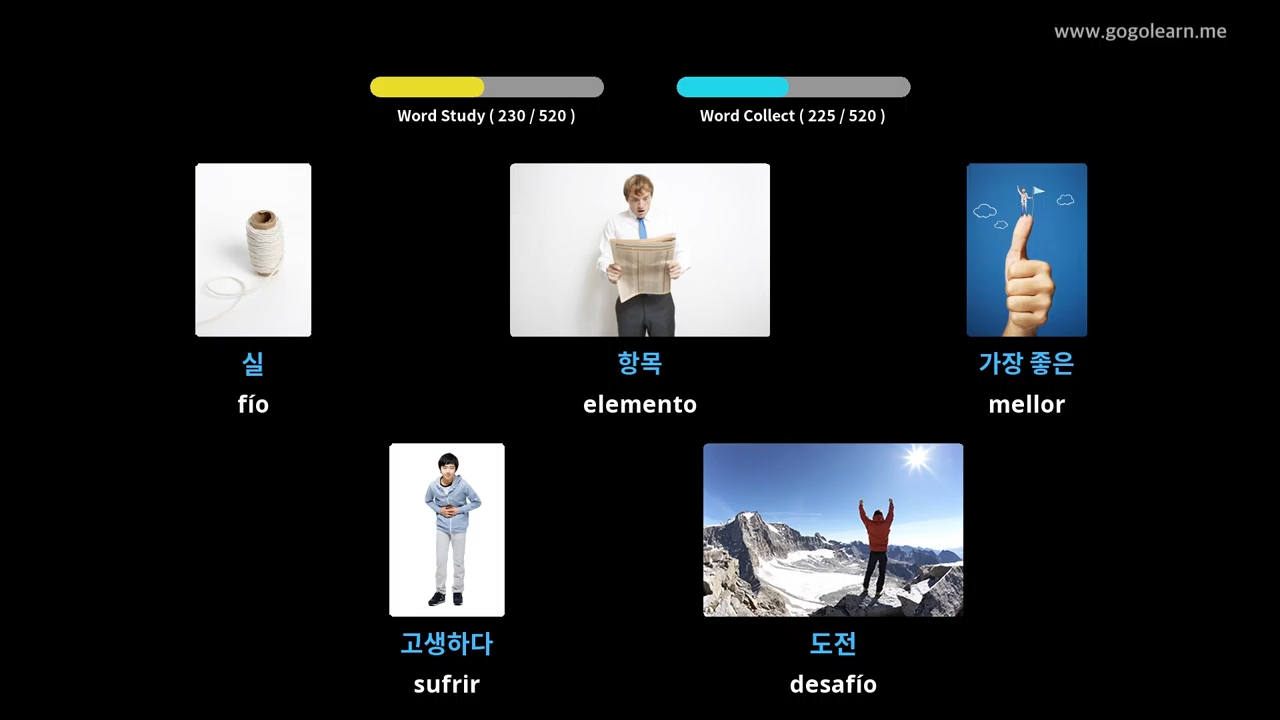 www.gogolearn.me
Word Study ( 230 / 520 )
Word Collect ( 225 / 520 )
실
항목
가장 좋은
fío
elemento
mellor
고생하다
도전
sufrir
desafío